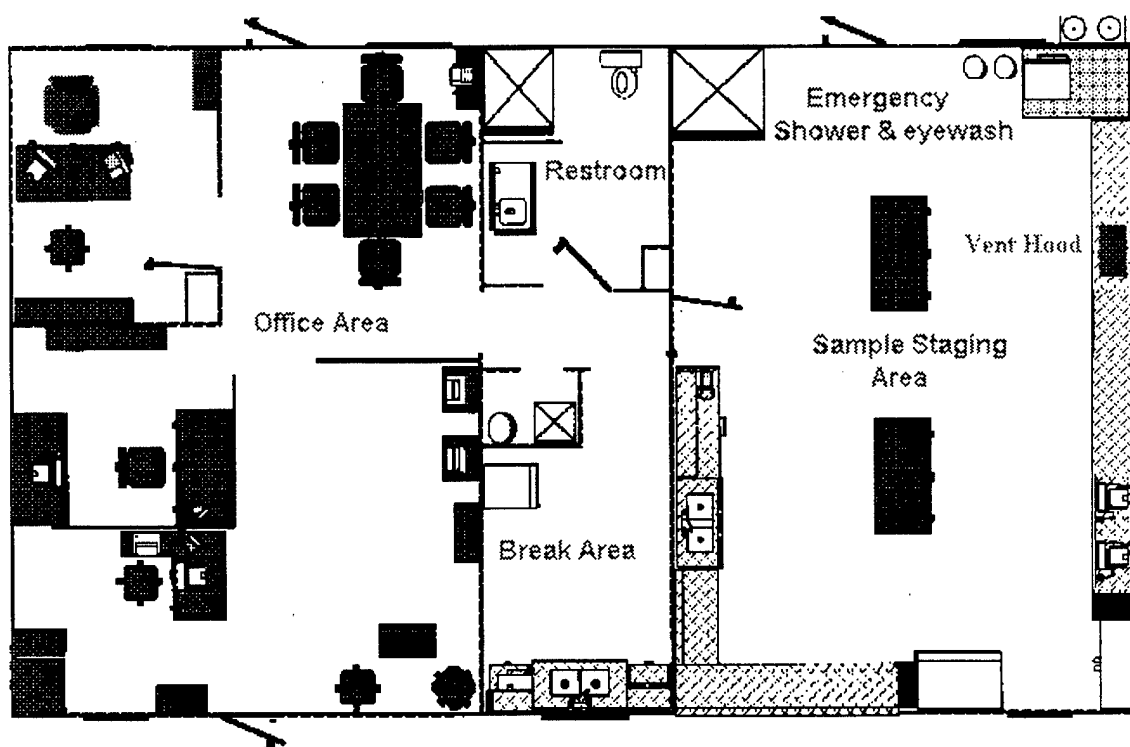 Emergency
Shower & eyewash
Restroom
Vent Hood
Office Area
Sample Staging
Area
Break Area